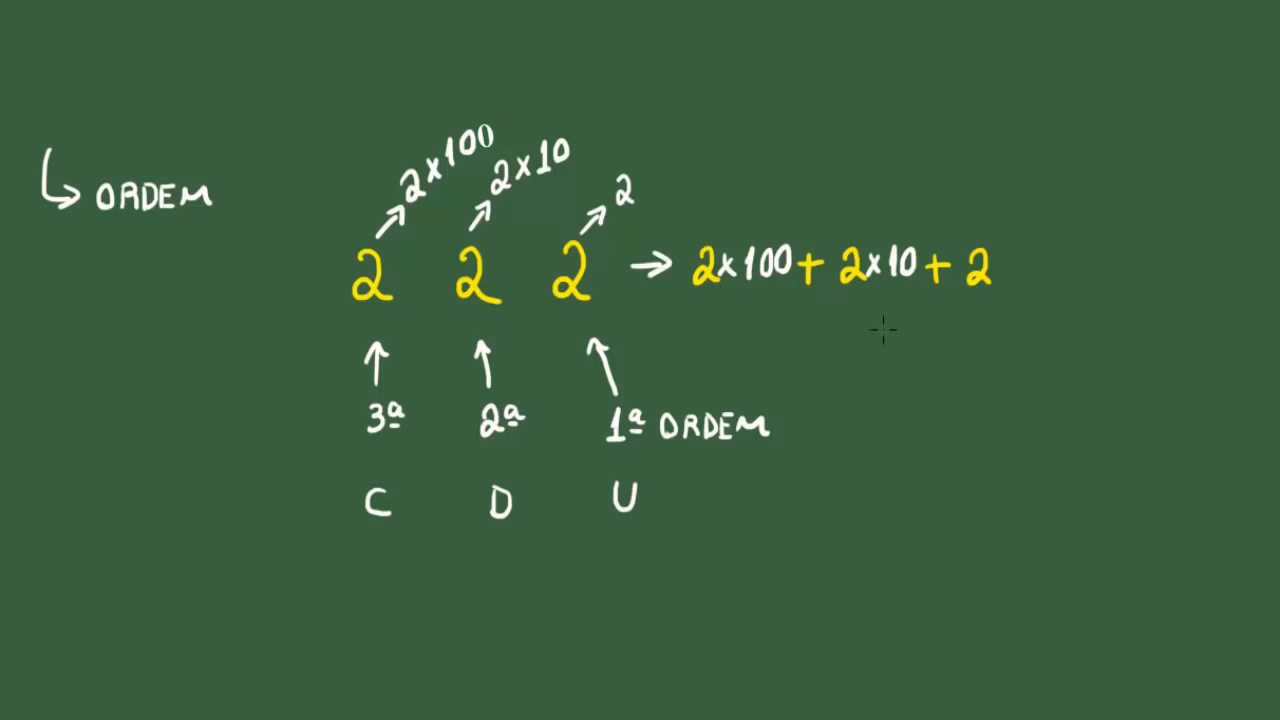 ORDEM
2x100 2x10 2
2 2 2 → 2x100 + 2x10 + 2
3ª 2ª 1ª ORDEM
C D U